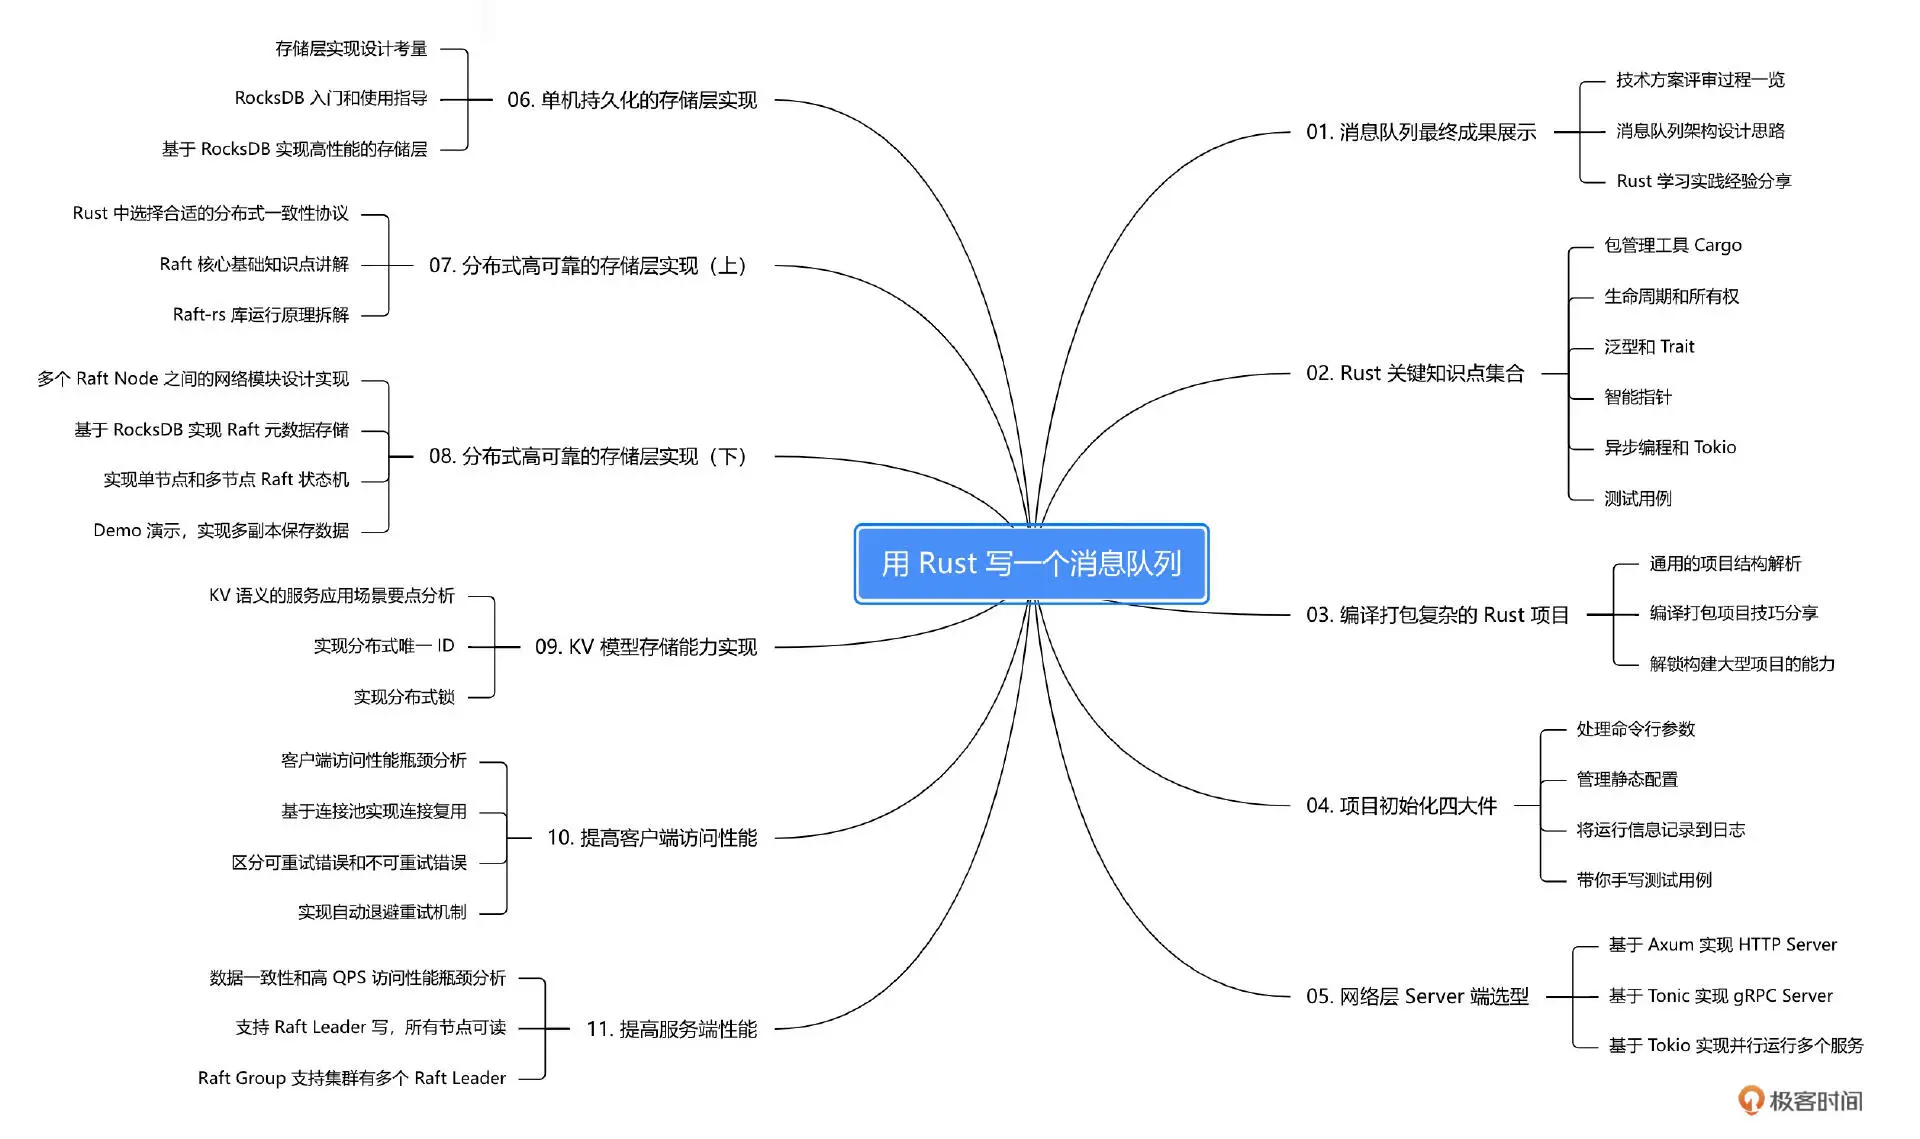 用 Rust 写一个消息队列
01. 消息队列最终成果展示
技术方案评审过程一览
消息队列架构设计思路
Rust 学习实践经验分享
02. Rust 关键知识点集合
包管理工具 Cargo
生命周期和所有权
泛型和 Trait
智能指针
异步编程和 Tokio
测试用例
03. 编译打包复杂的 Rust 项目
通用的项目结构解析
编译打包项目技巧分享
解锁构建大型项目的能力
04. 项目初始化四大件
处理命令行参数
管理静态配置
将运行信息记录到日志
带你手写测试用例
05. 网络层 Server 端选型
基于 Axum 实现 HTTP Server
基于 Tonic 实现 gRPC Server
基于 Tokio 实现并行运行多个服务
06. 单机持久化的存储层实现
存储层实现设计考量
RocksDB 入门和使用指导
基于 RocksDB 实现高性能的存储层
07. 分布式高可靠的存储层实现（上）
Rust 中选择合适的分布式一致性协议
Raft 核心基础知识点讲解
Raft-rs 库运行原理拆解
08. 分布式高可靠的存储层实现（下）
多个 Raft Node 之间的网络模块设计实现
基于 RocksDB 实现 Raft 元数据存储
实现单节点和多节点 Raft 状态机
Demo 演示，实现多副本保存数据
09. KV 模型存储能力实现
KV 语义的服务应用场景要点分析
实现分布式唯一 ID
实现分布式锁
10. 提高客户端访问性能
客户端访问性能瓶颈分析
基于连接池实现连接复用
区分可重试错误和不可重试错误
实现自动退避重试机制
11. 提高服务端性能
数据一致性和高 QPS 访问性能瓶颈分析
支持 Raft Leader 写，所有节点可读
Raft Group 支持集群有多个 Raft Leader
极客时间